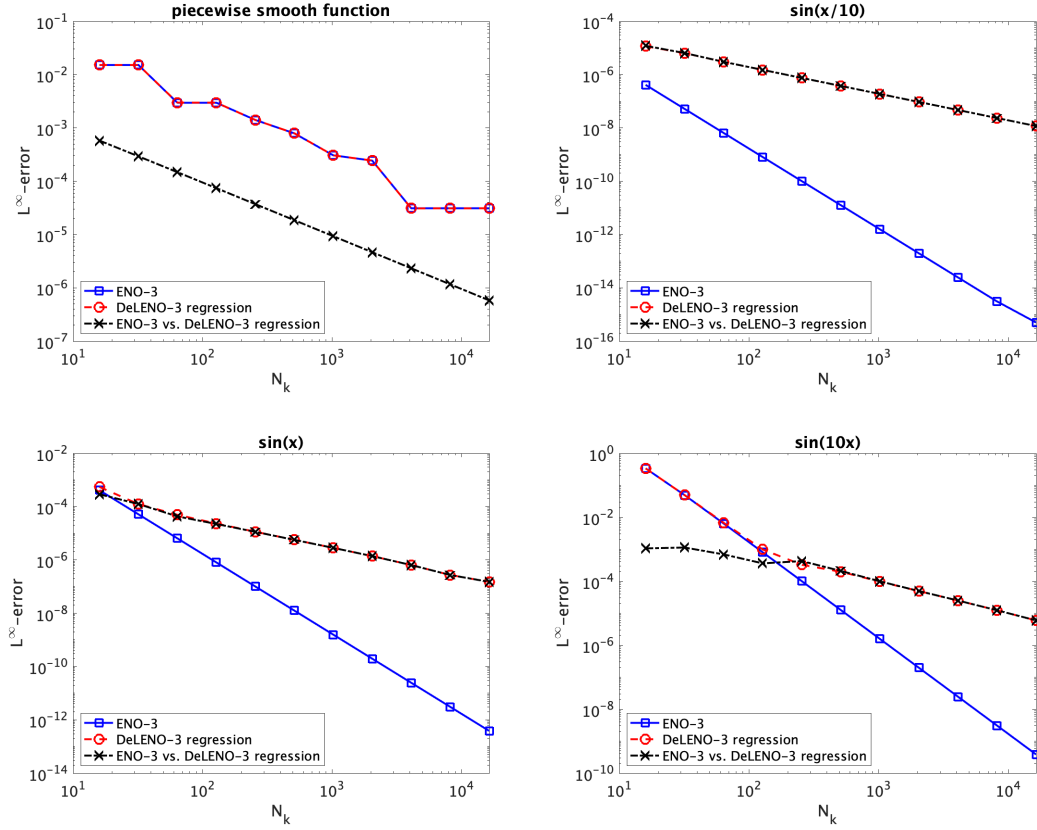 piecewise smooth function
10^-1
10^-2
10^-3
10^-4
10^-5
10^-6
10^-7
L^∞-error
ENO-3
DeLENO-3 regression
ENO-3 vs. DeLENO-3 regression
10^1 10^2 10^3 10^4
N_k
sin(x/10)
10^-4
10^-6
10^-8
10^-10
10^-12
10^-14
10^-16
L^∞-error
ENO-3
DeLENO-3 regression
ENO-3 vs. DeLENO-3 regression
10^1 10^2 10^3 10^4
N_k
sin(x)
10^-2
10^-4
10^-6
10^-8
10^-10
10^-12
10^-14
L^∞-error
ENO-3
DeLENO-3 regression
ENO-3 vs. DeLENO-3 regression
10^1 10^2 10^3 10^4
N_k
sin(10x)
10^0
10^-2
10^-4
10^-6
10^-8
10^-10
L^∞-error
ENO-3
DeLENO-3 regression
ENO-3 vs. DeLENO-3 regression
10^1 10^2 10^3 10^4
N_k